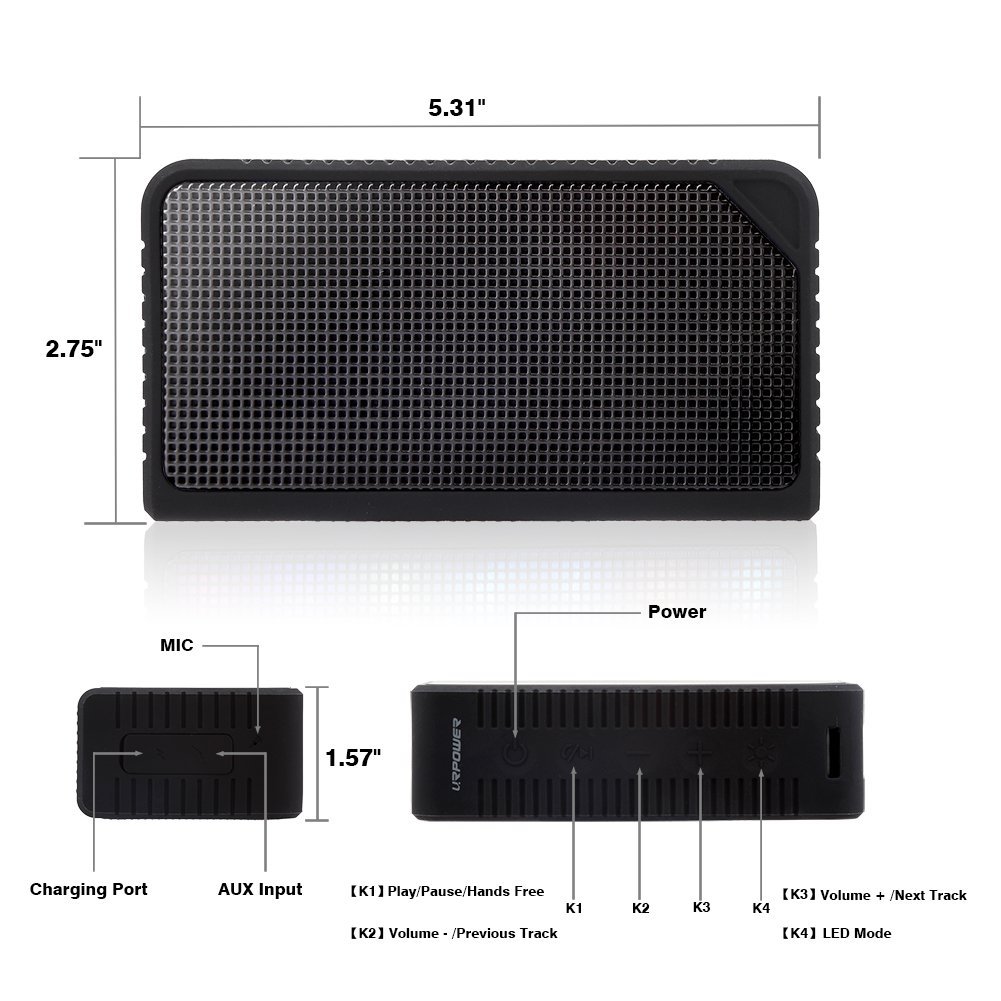 5.31"
2.75"
Power
MIC
URPOWER
1.57"
Charging Port
AUX Input
【K1】Play/Pause/Hands Free
【K2】Volume - /Previous Track
K1
K2
K3
K4
【K3】Volume + /Next Track
【K4】LED Mode